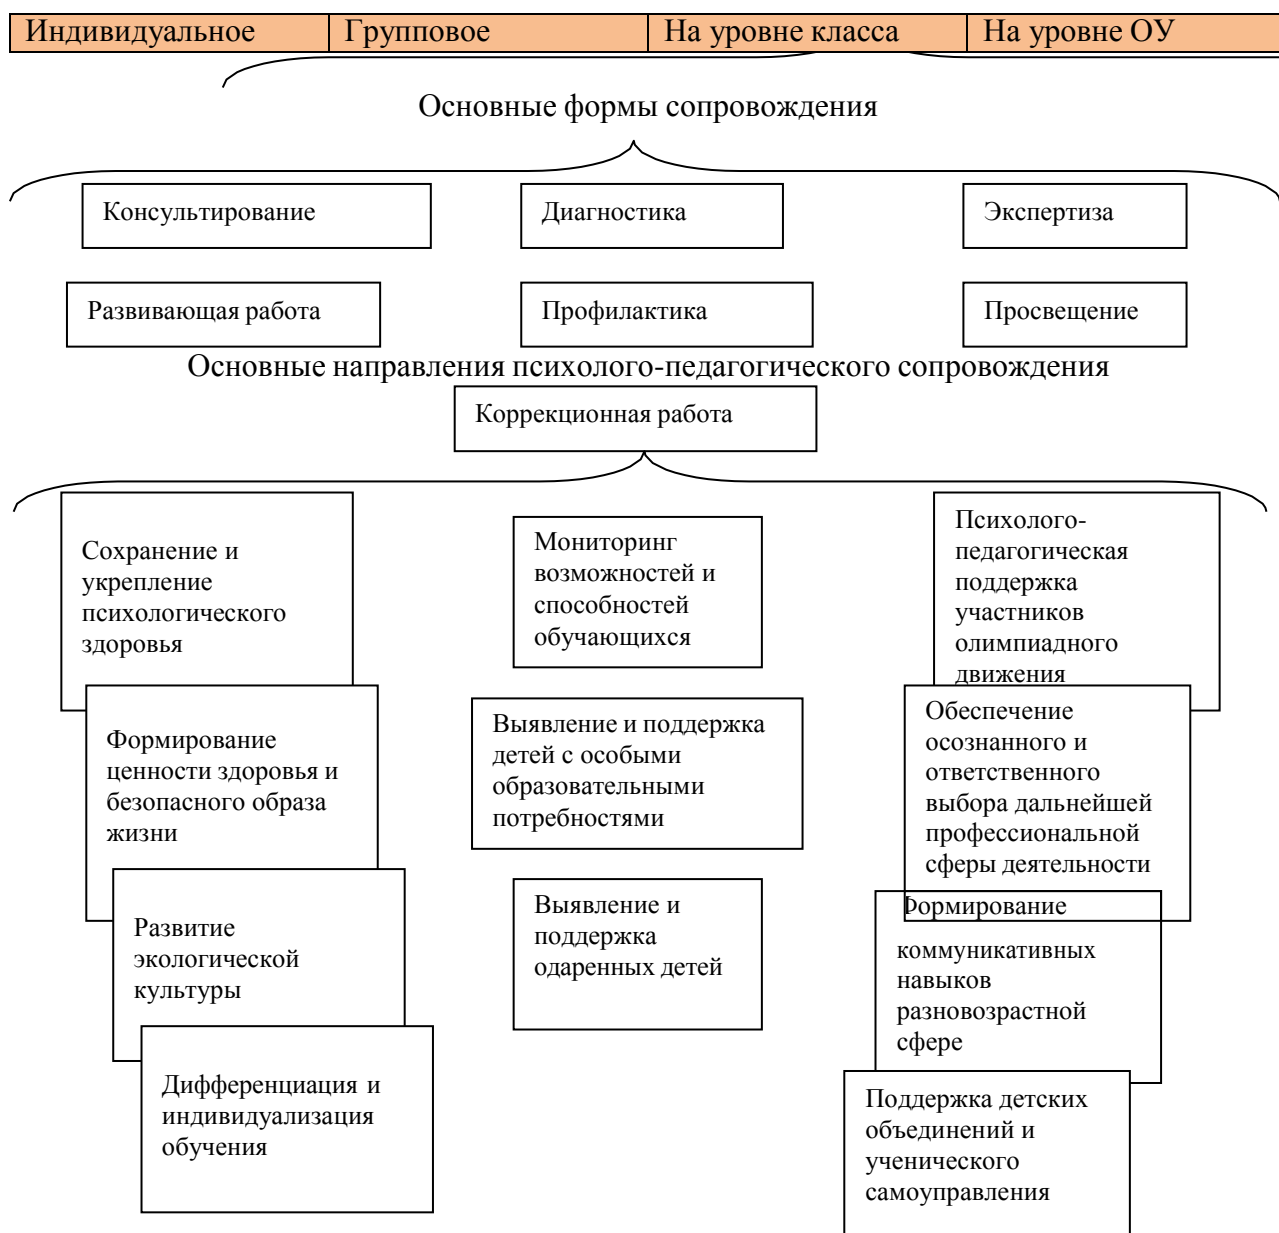 Индивидуальное
Групповое
На уровне класса
На уровне ОУ
Основные формы сопровождения
Консультирование
Диагностика
Экспертиза
Развивающая работа
Профилактика
Просвещение
Основные направления психолого-педагогического сопровождения
Коррекционная работа
Сохранение и
укрепление
психологического
здоровья
Мониторинг
возможностей и
способностей
обучающихся
Психолого-
педагогическая
поддержка
участников
олимпиадного
движения
Формирование
ценности здоровья и
безопасного образа
жизни
Выявление и поддержка
детей с особыми
образовательными
потребностями
Обеспечение
осознанного и
ответственного
выбора дальнейшей
профессиональной
сферы деятельности
Развитие
экологической
культуры
Выявление и
поддержка
одаренных детей
Формирование
коммуникативных
навыков
разновозрастной
сфере
Дифференциация и
индивидуализация
обучения
Поддержка детских
объединений и
ученического
самоуправления